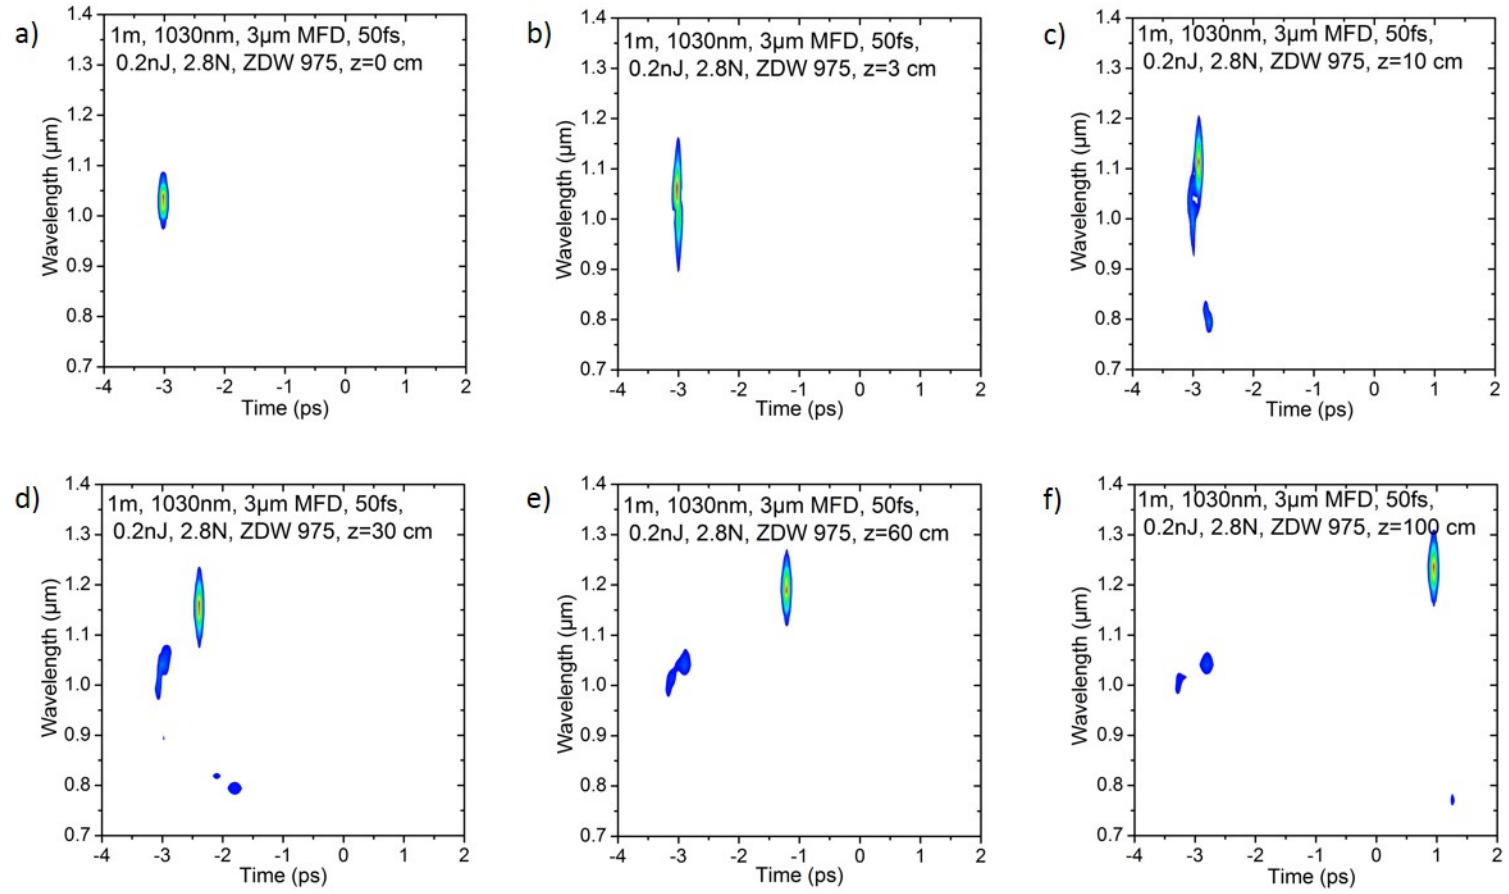 a)
1m, 1030nm, 3µm MFD, 50fs,
0.2nJ, 2.8N, ZDW 975, z=0 cm
1.4
1.3
1.2
1.1
1.0
0.9
0.8
0.7
Wavelength (µm)
-4 -3 -2 -1 0 1 2
Time (ps)
b)
1m, 1030nm, 3µm MFD, 50fs,
0.2nJ, 2.8N, ZDW 975, z=3 cm
1.4
1.3
1.2
1.1
1.0
0.9
0.8
0.7
Wavelength (µm)
-4 -3 -2 -1 0 1 2
Time (ps)
c)
1m, 1030nm, 3µm MFD, 50fs,
0.2nJ, 2.8N, ZDW 975, z=10 cm
1.4
1.3
1.2
1.1
1.0
0.9
0.8
0.7
Wavelength (µm)
-4 -3 -2 -1 0 1 2
Time (ps)
d)
1m, 1030nm, 3µm MFD, 50fs,
0.2nJ, 2.8N, ZDW 975, z=30 cm
1.4
1.3
1.2
1.1
1.0
0.9
0.8
0.7
Wavelength (µm)
-4 -3 -2 -1 0 1 2
Time (ps)
e)
1m, 1030nm, 3µm MFD, 50fs,
0.2nJ, 2.8N, ZDW 975, z=60 cm
1.4
1.3
1.2
1.1
1.0
0.9
0.8
0.7
Wavelength (µm)
-4 -3 -2 -1 0 1 2
Time (ps)
f)
1m, 1030nm, 3µm MFD, 50fs,
0.2nJ, 2.8N, ZDW 975, z=100 cm
1.4
1.3
1.2
1.1
1.0
0.9
0.8
0.7
Wavelength (µm)
-4 -3 -2 -1 0 1 2
Time (ps)